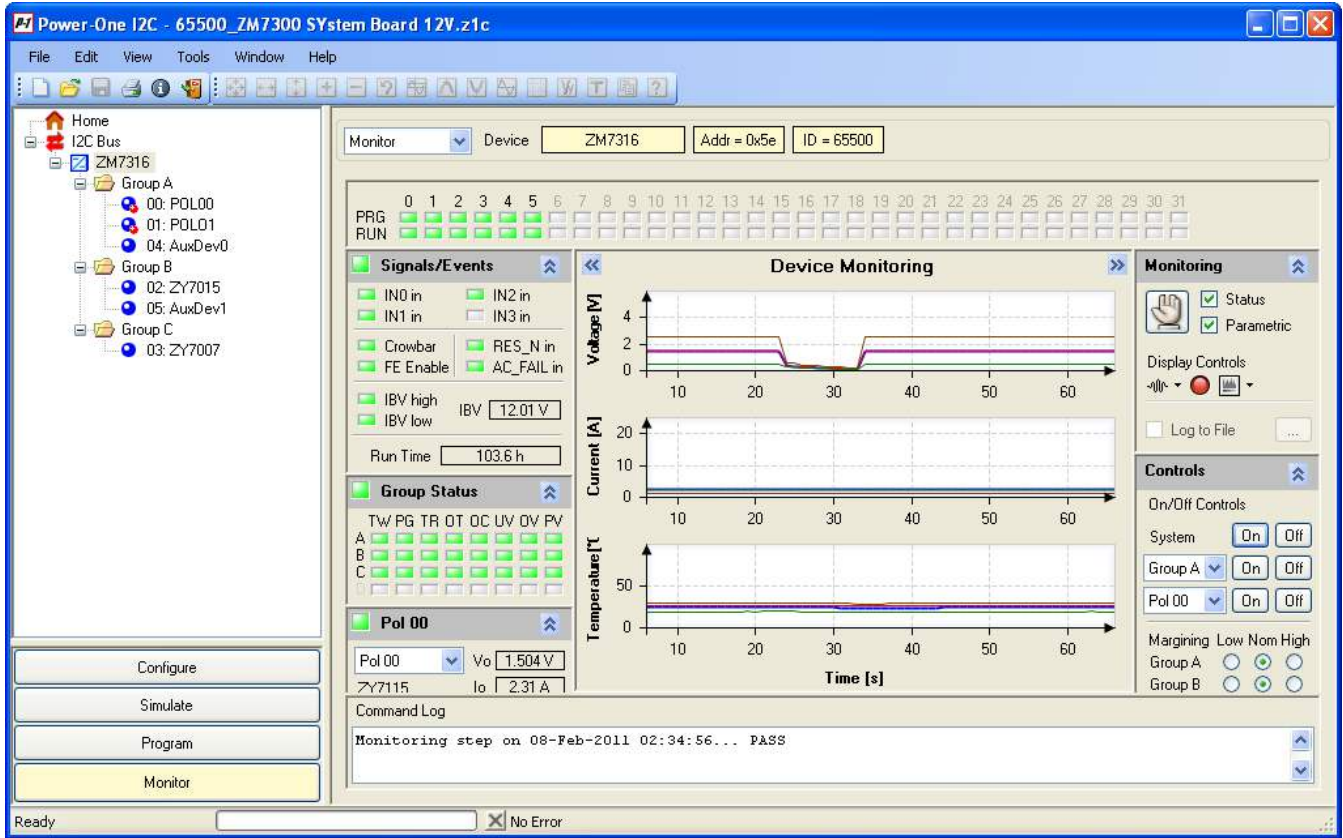 Power-One I2C - 65500_ZM7300 SYstem Board 12V.z1c
File Edit View Tools Window Help
Home
I2C Bus
ZM7316
Group A
00: POL00
01: POL01
04: AuxDev0
Group B
02: ZY7015
05: AuxDev1
Group C
03: ZY7007
Configure
Simulate
Program
Monitor
Monitor Device ZM7316 Addr = 0x5e ID = 65500
0 1 2 3 4 5 6 7 8 9 10 11 12 13 14 15 16 17 18 19 20 21 22 23 24 25 26 27 28 29 30 31
PRG
RUN
Signals/Events
IN0 in IN2 in
IN1 in IN3 in
Crowbar RES_N in
FE Enable AC_FAIL in
IBV high
IBV low
IBV 12.01 V
Run Time 103.6 h
Group Status
TW PG TR OT OC UV OV PV
A
B
C
D
Pol 00
Pol 00 Vo 1.504 V
ZY7115 Io 2.31 A
Device Monitoring
Voltage [V]
4
2
0
10 20 30 40 50 60
Current [A]
20
10
0
10 20 30 40 50 60
Temperature[°C
50
0
10 20 30 40 50 60
Time [s]
Monitoring
Status
Parametric
Display Controls
Log to File ...
Controls
On/Off Controls
System On Off
Group A On Off
Pol 00 On Off
Margining Low Nom High
Group A
Group B
Command Log
Monitoring step on 08-Feb-2011 02:34:56... PASS
Ready
No Error